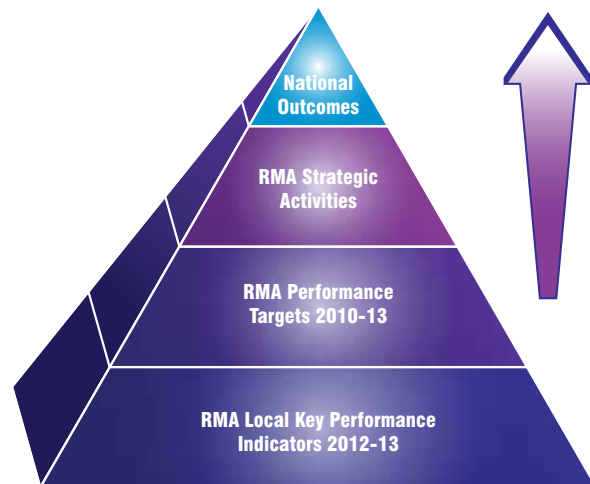 National
Outcomes
RMA Strategic
Activities
RMA Performance
Targets 2010-13
RMA Local Key Performance
Indicators 2012-13